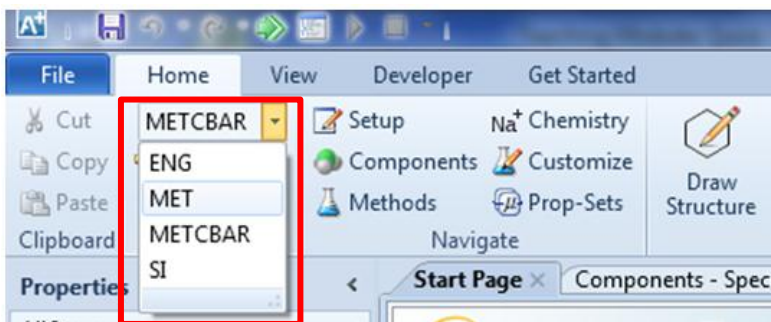 A+
File Home View Developer Get Started
Cut METCBAR Setup Na+ Chemistry
ENG
Copy Components Customize
MET
Paste Methods Prop-Sets Draw Structure
METCBAR
Clipboard Navigate
SI
Properties Start Page Components - Spec